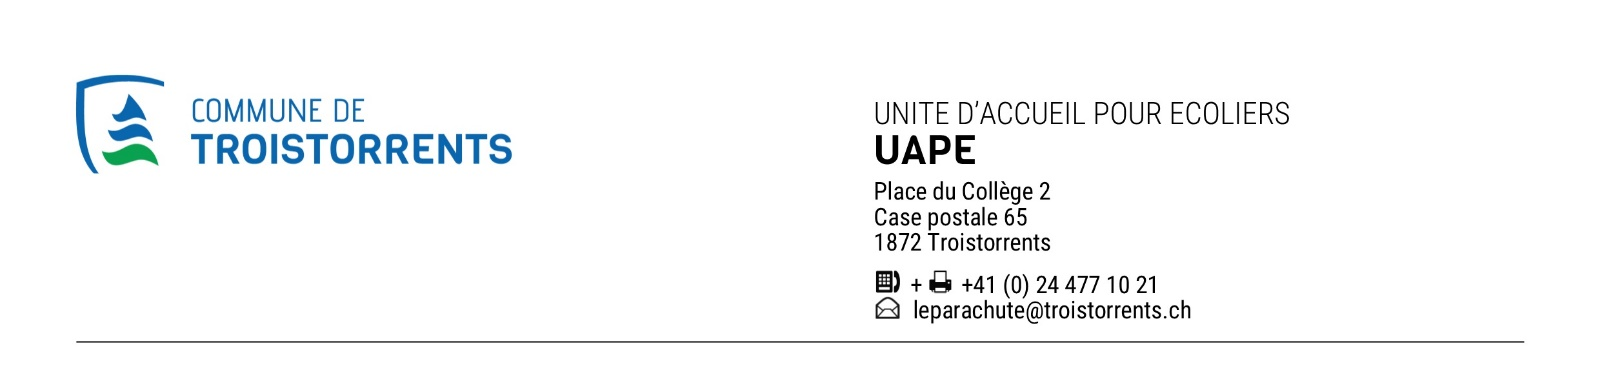 COMMUNE DE
TROISTORRENTS
UNITE D’ACCUEIL POUR ECOLIERS
UAPE
Place du Collège 2
Case postale 65
1872 Troistorrents
+ +41 (0) 24 477 10 21
leparachute@troistorrents.ch